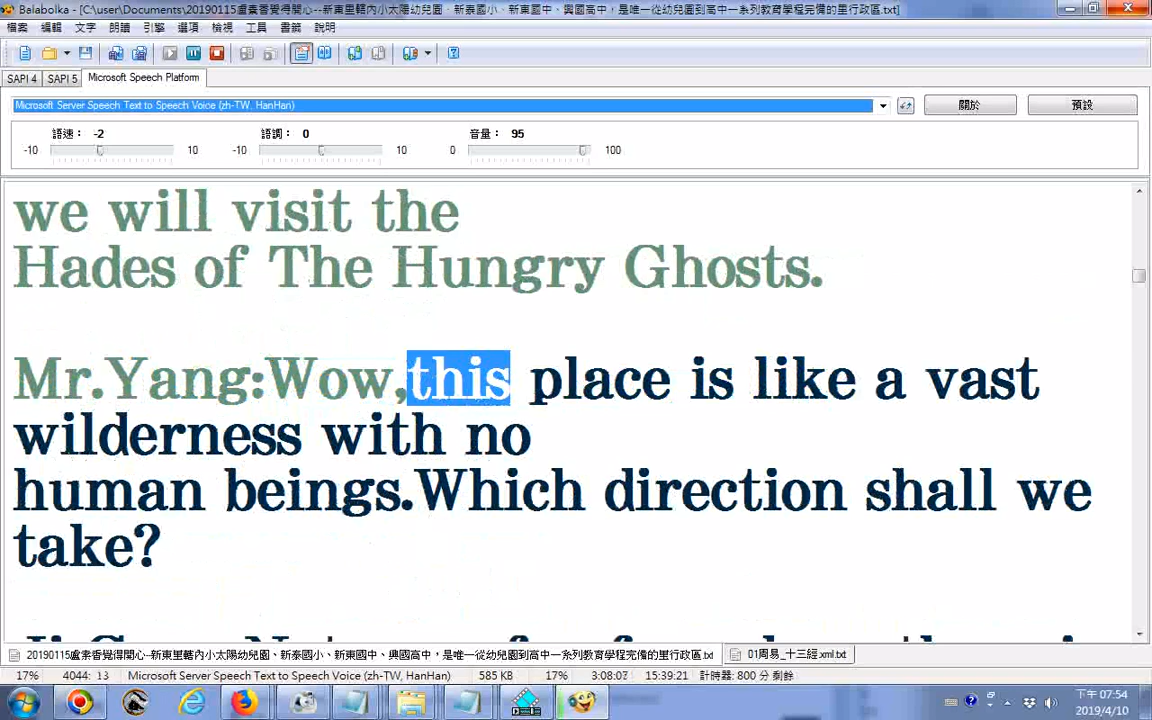 Balabolka - [C:\user\Documents\20190115盧素香覺得開心--新東里轄內小太陽幼兒園、新泰國小、新東國中、興國高中，是唯一從幼兒園到高中一系列教育學程完備的里行政區.txt]
檔案 編輯 文字 朗讀 引擎 選項 檢視 工具 書籤 說明
SAPI 4 SAPI 5 Microsoft Speech Platform
Microsoft Server Speech Text to Speech Voice (zh-TW, HanHan) 關於 預設
語速： -2 語調： 0 音量： 95
-10 10 -10 10 0 100
we will visit the
Hades of The Hungry Ghosts.
Mr.Yang:Wow,this place is like a vast
wilderness with no
human beings.Which direction shall we
take?
20190115盧素香覺得開心--新東里轄內小太陽幼兒園、新泰國小、新東國中、興國高中，是唯一從幼兒園到高中一系列教育學程完備的里行政區.txt 01周易_十三經.xml.txt
17% 4044: 13 Microsoft Server Speech Text to Speech Voice (zh-TW, HanHan) 585 KB 17% 3:08:07 15:39:21 計時器: 800 分 剩餘
下午 07:54
2019/4/10